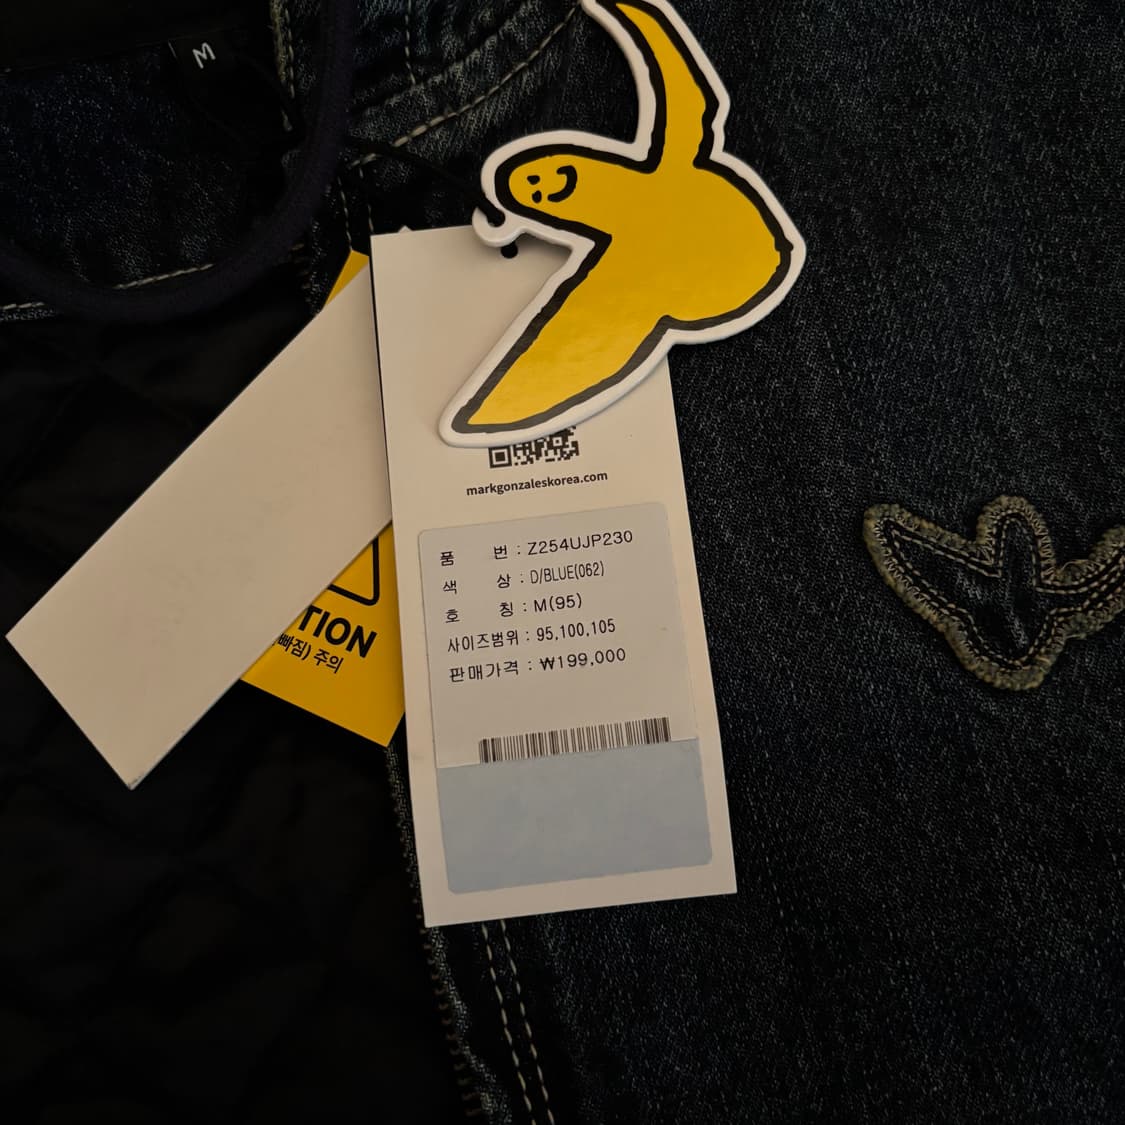 M
markgonzaleskorea.com
품 번 : Z254UJP230
색 상 : D/BLUE(062)
호 칭 : M(95)
사이즈범위 : 95,100,105
판매가격 : ₩199,000
TION
빠짐) 주의